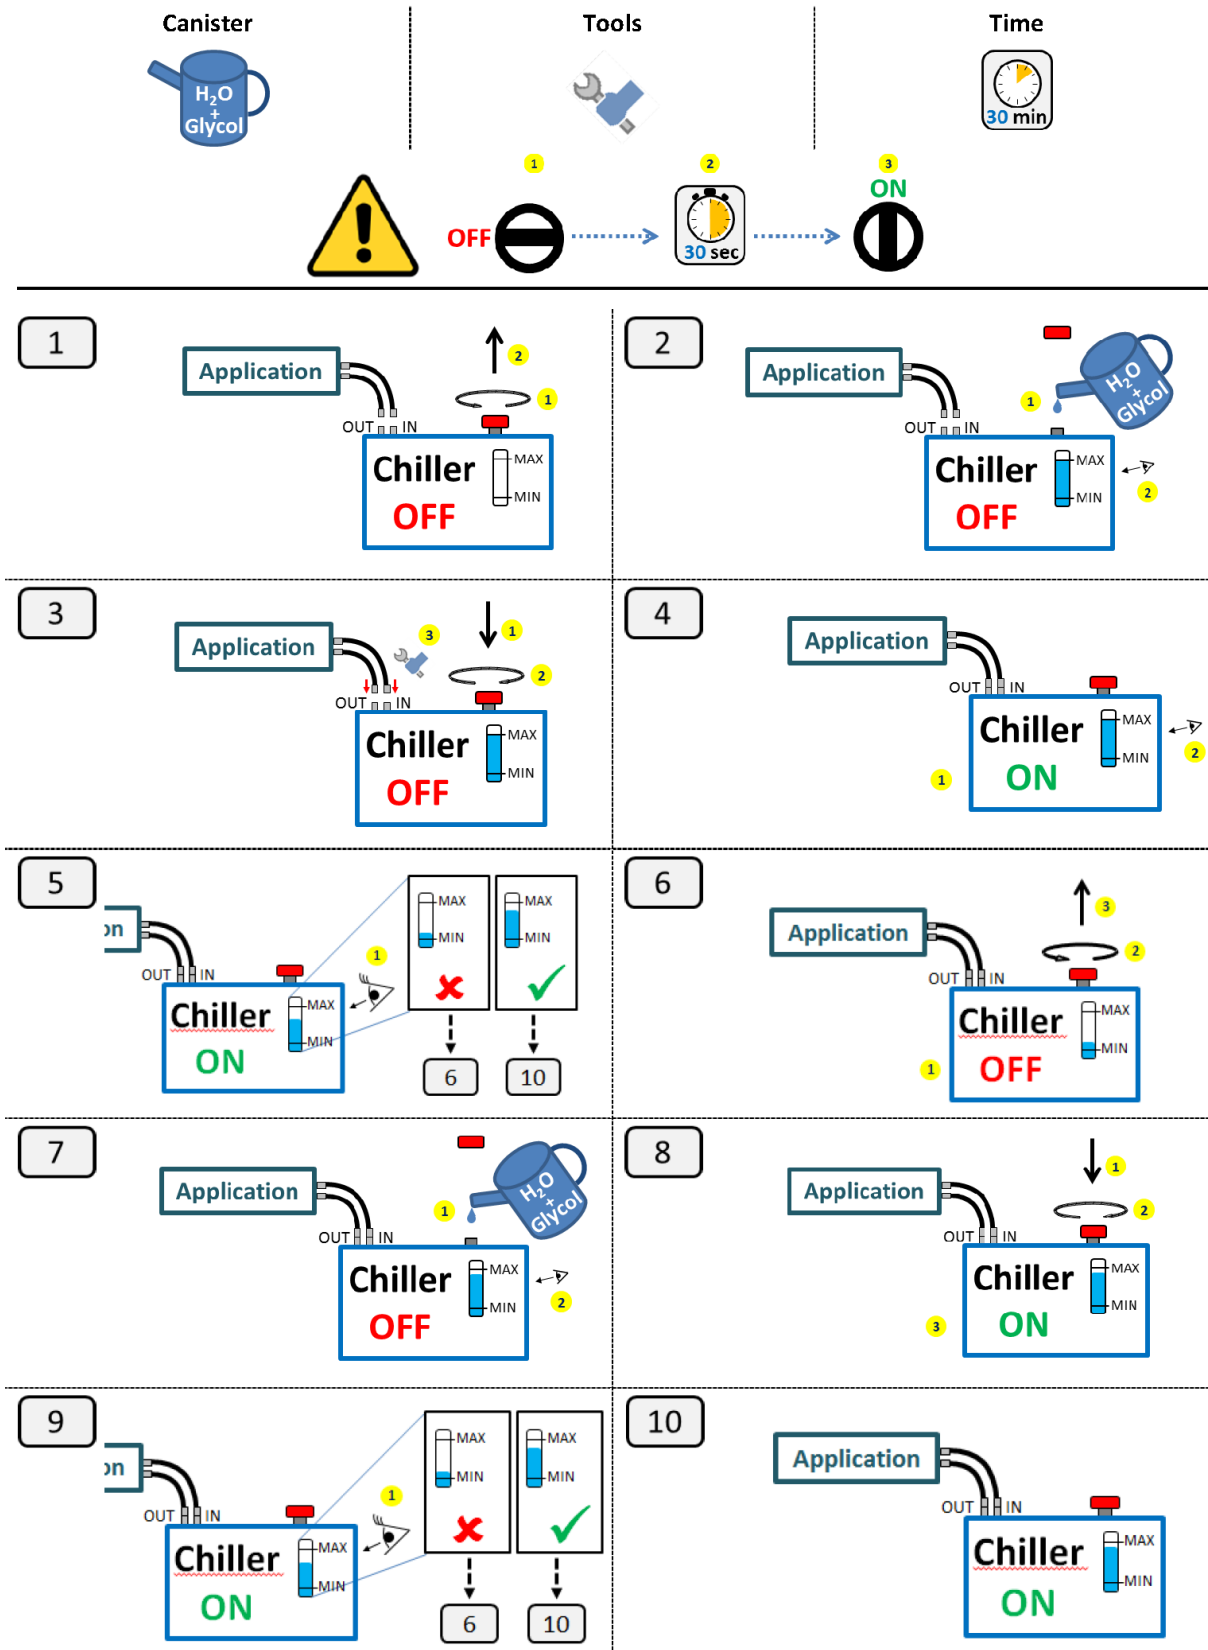 Canister
Tools
Time
H₂O
+
Glycol
30 min
1
2
3
ON
OFF
30 sec
1
2
Application
1
OUT
IN
Chiller
MAX
MIN
OFF
2
Application
H₂O
+
Glycol
1
OUT
IN
Chiller
MAX
MIN
2
OFF
3
Application
3
1
2
OUT
IN
Chiller
MAX
MIN
OFF
4
Application
OUT
IN
Chiller
MAX
MIN
2
1
ON
5
on
1
OUT
IN
Chiller
MAX
MIN
ON
MAX
MIN
MAX
MIN
6
10
6
3
Application
2
OUT
IN
Chiller
MAX
MIN
1
OFF
7
Application
H₂O
+
Glycol
1
OUT
IN
Chiller
MAX
MIN
2
OFF
8
1
Application
2
OUT
IN
Chiller
MAX
MIN
3
ON
9
on
1
OUT
IN
Chiller
MAX
MIN
ON
MAX
MIN
MAX
MIN
6
10
10
Application
OUT
IN
Chiller
MAX
MIN
ON